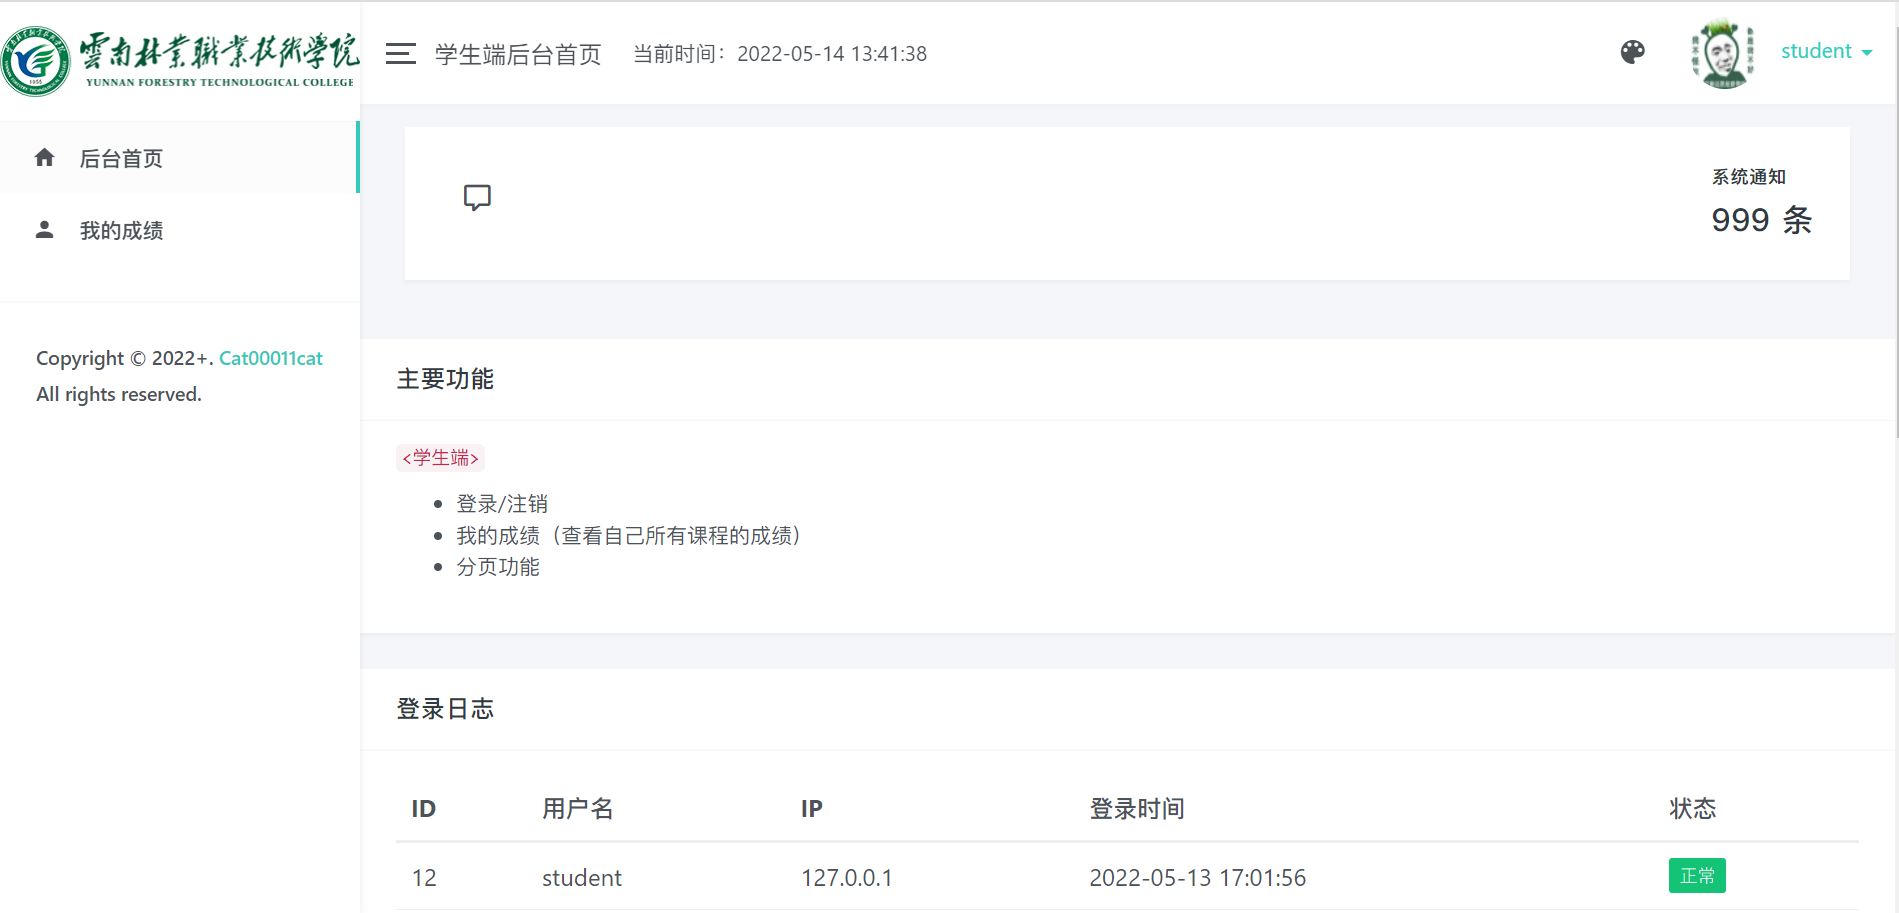 雲南林業職業技術學院
YUNNAN FORESTRY TECHNOLOGICAL COLLEGE
学生端后台首页 当前时间：2022-05-14 13:41:38
student
后台首页
我的成绩
Copyright © 2022+. Cat00011cat
All rights reserved.
系统通知
999 条
主要功能
<学生端>
登录/注销
我的成绩（查看自己所有课程的成绩）
分页功能
登录日志
ID 用户名 IP 登录时间 状态
12 student 127.0.0.1 2022-05-13 17:01:56 正常